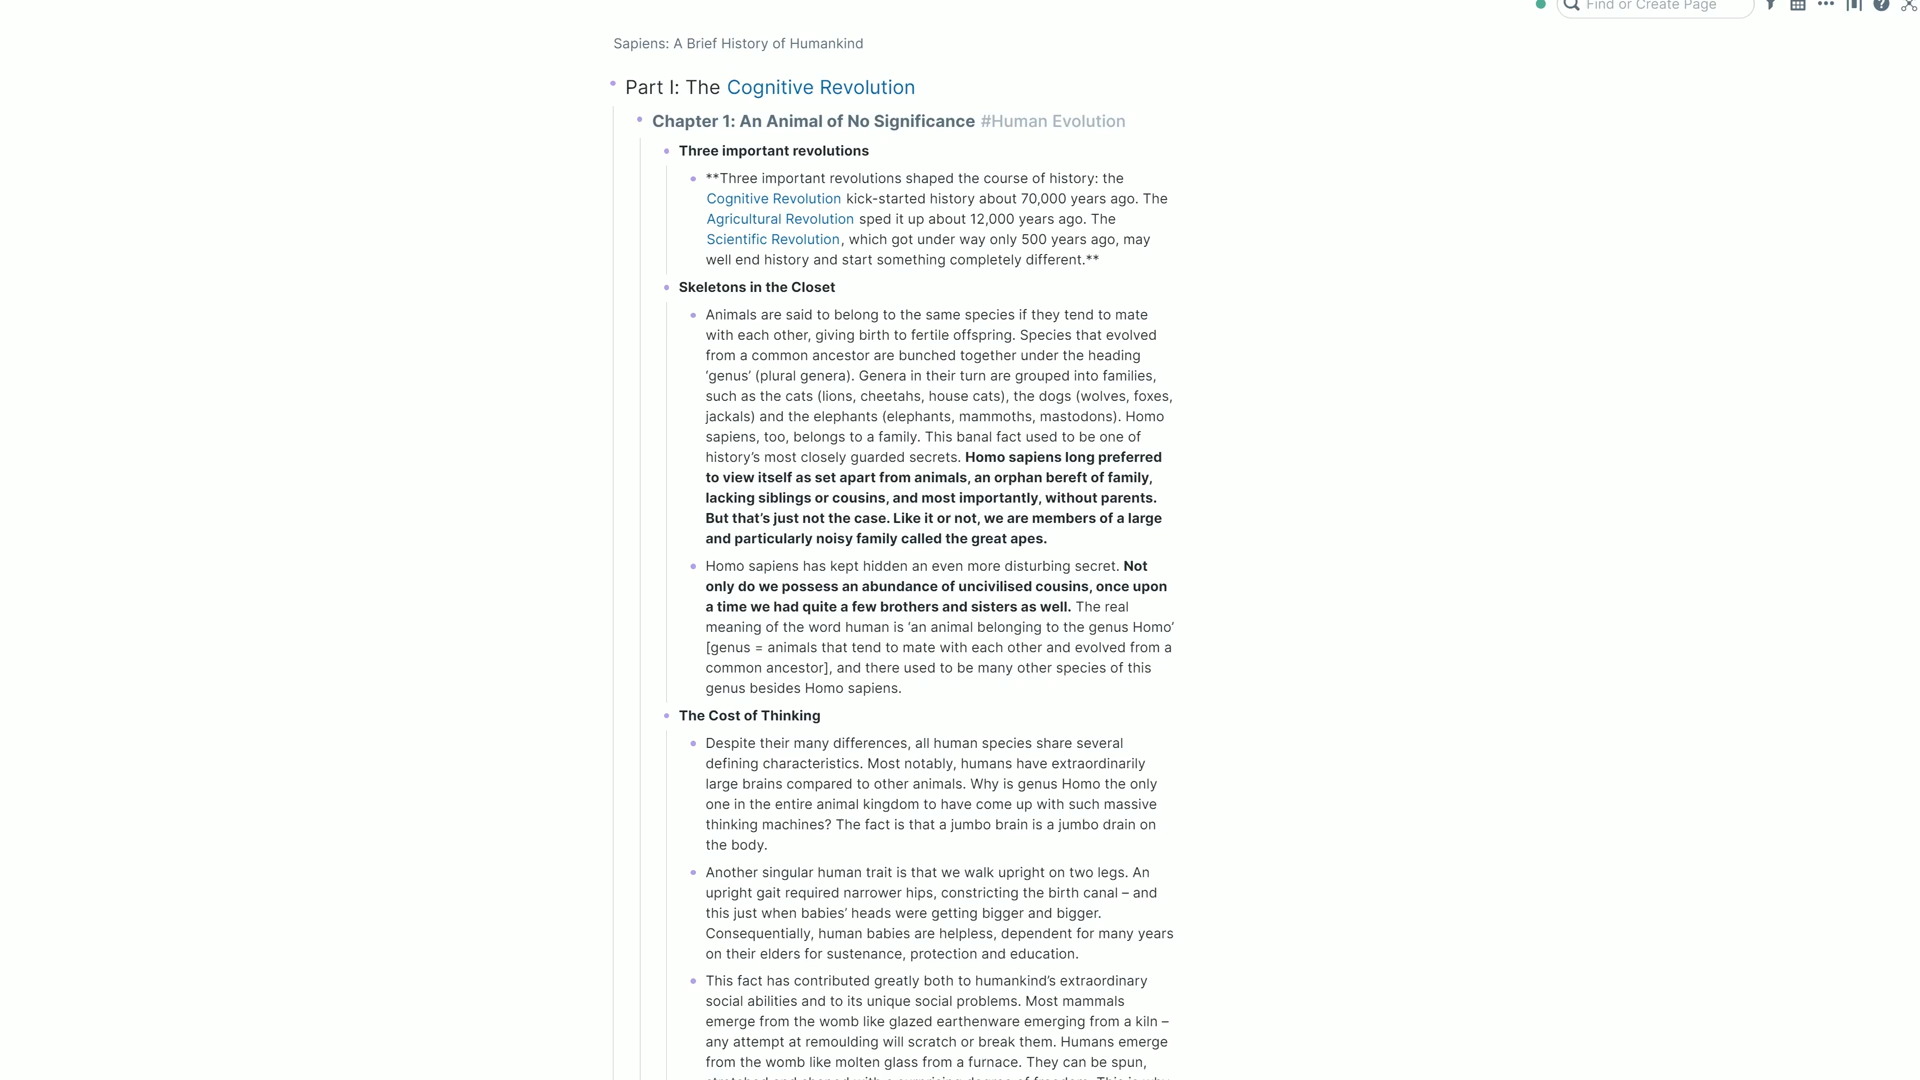 Find or Create Page
Sapiens: A Brief History of Humankind
Part I: The Cognitive Revolution
Chapter 1: An Animal of No Significance #Human Evolution
Three important revolutions
**Three important revolutions shaped the course of history: the
Cognitive Revolution kick-started history about 70,000 years ago. The
Agricultural Revolution sped it up about 12,000 years ago. The
Scientific Revolution, which got under way only 500 years ago, may
well end history and start something completely different.**
Skeletons in the Closet
Animals are said to belong to the same species if they tend to mate
with each other, giving birth to fertile offspring. Species that evolved
from a common ancestor are bunched together under the heading
‘genus’ (plural genera). Genera in their turn are grouped into families,
such as the cats (lions, cheetahs, house cats), the dogs (wolves, foxes,
jackals) and the elephants (elephants, mammoths, mastodons). Homo
sapiens, too, belongs to a family. This banal fact used to be one of
history’s most closely guarded secrets. Homo sapiens long preferred
to view itself as set apart from animals, an orphan bereft of family,
lacking siblings or cousins, and most importantly, without parents.
But that’s just not the case. Like it or not, we are members of a large
and particularly noisy family called the great apes.
Homo sapiens has kept hidden an even more disturbing secret. Not
only do we possess an abundance of uncivilised cousins, once upon
a time we had quite a few brothers and sisters as well. The real
meaning of the word human is ‘an animal belonging to the genus Homo’
[genus = animals that tend to mate with each other and evolved from a
common ancestor], and there used to be many other species of this
genus besides Homo sapiens.
The Cost of Thinking
Despite their many differences, all human species share several
defining characteristics. Most notably, humans have extraordinarily
large brains compared to other animals. Why is genus Homo the only
one in the entire animal kingdom to have come up with such massive
thinking machines? The fact is that a jumbo brain is a jumbo drain on
the body.
Another singular human trait is that we walk upright on two legs. An
upright gait required narrower hips, constricting the birth canal – and
this just when babies’ heads were getting bigger and bigger.
Consequentially, human babies are helpless, dependent for many years
on their elders for sustenance, protection and education.
This fact has contributed greatly both to humankind’s extraordinary
social abilities and to its unique social problems. Most mammals
emerge from the womb like glazed earthenware emerging from a kiln –
any attempt at remoulding will scratch or break them. Humans emerge
from the womb like molten glass from a furnace. They can be spun,